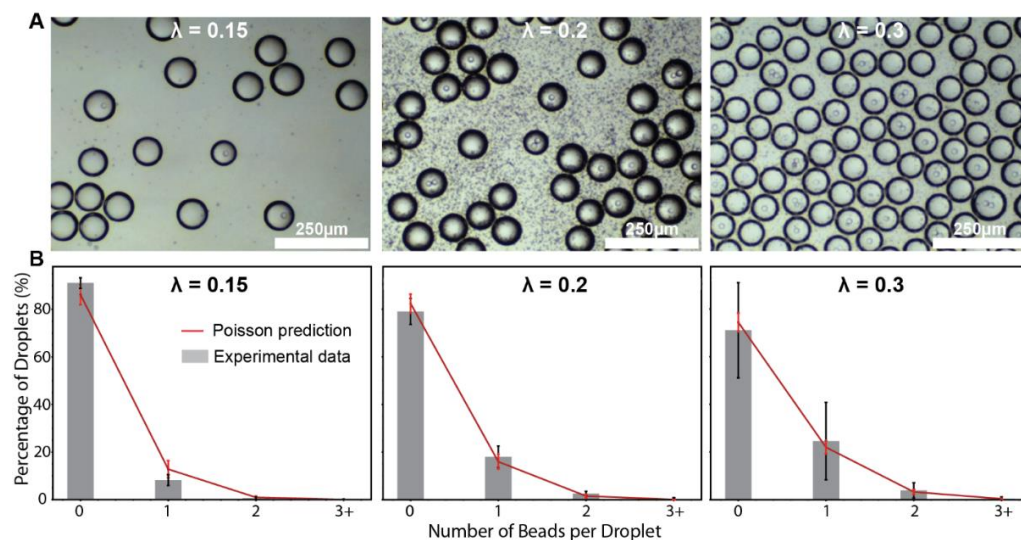 A
λ = 0.15
λ = 0.2
λ = 0.3
250μm
250μm
250μm
B
λ = 0.15
λ = 0.2
λ = 0.3
Percentage of Droplets (%)
80
60
40
20
0
Poisson prediction
Experimental data
0 1 2 3+
0 1 2 3+
0 1 2 3+
Number of Beads per Droplet